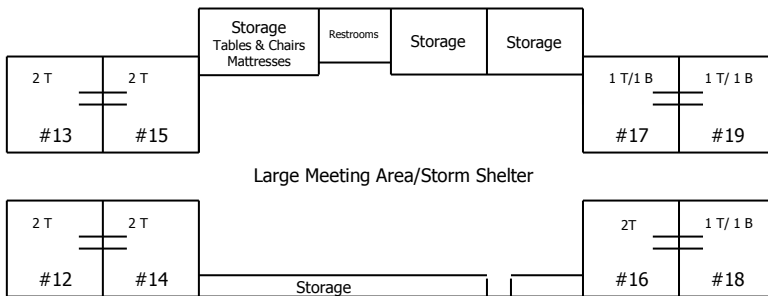 Storage
Tables & Chairs
Mattresses
Restrooms
Storage
Storage
2 T
2 T
1 T/1 B
1 T/ 1 B
#13
#15
#17
#19
Large Meeting Area/Storm Shelter
2 T
2 T
2T
1 T/ 1 B
#12
#14
#16
#18
Storage